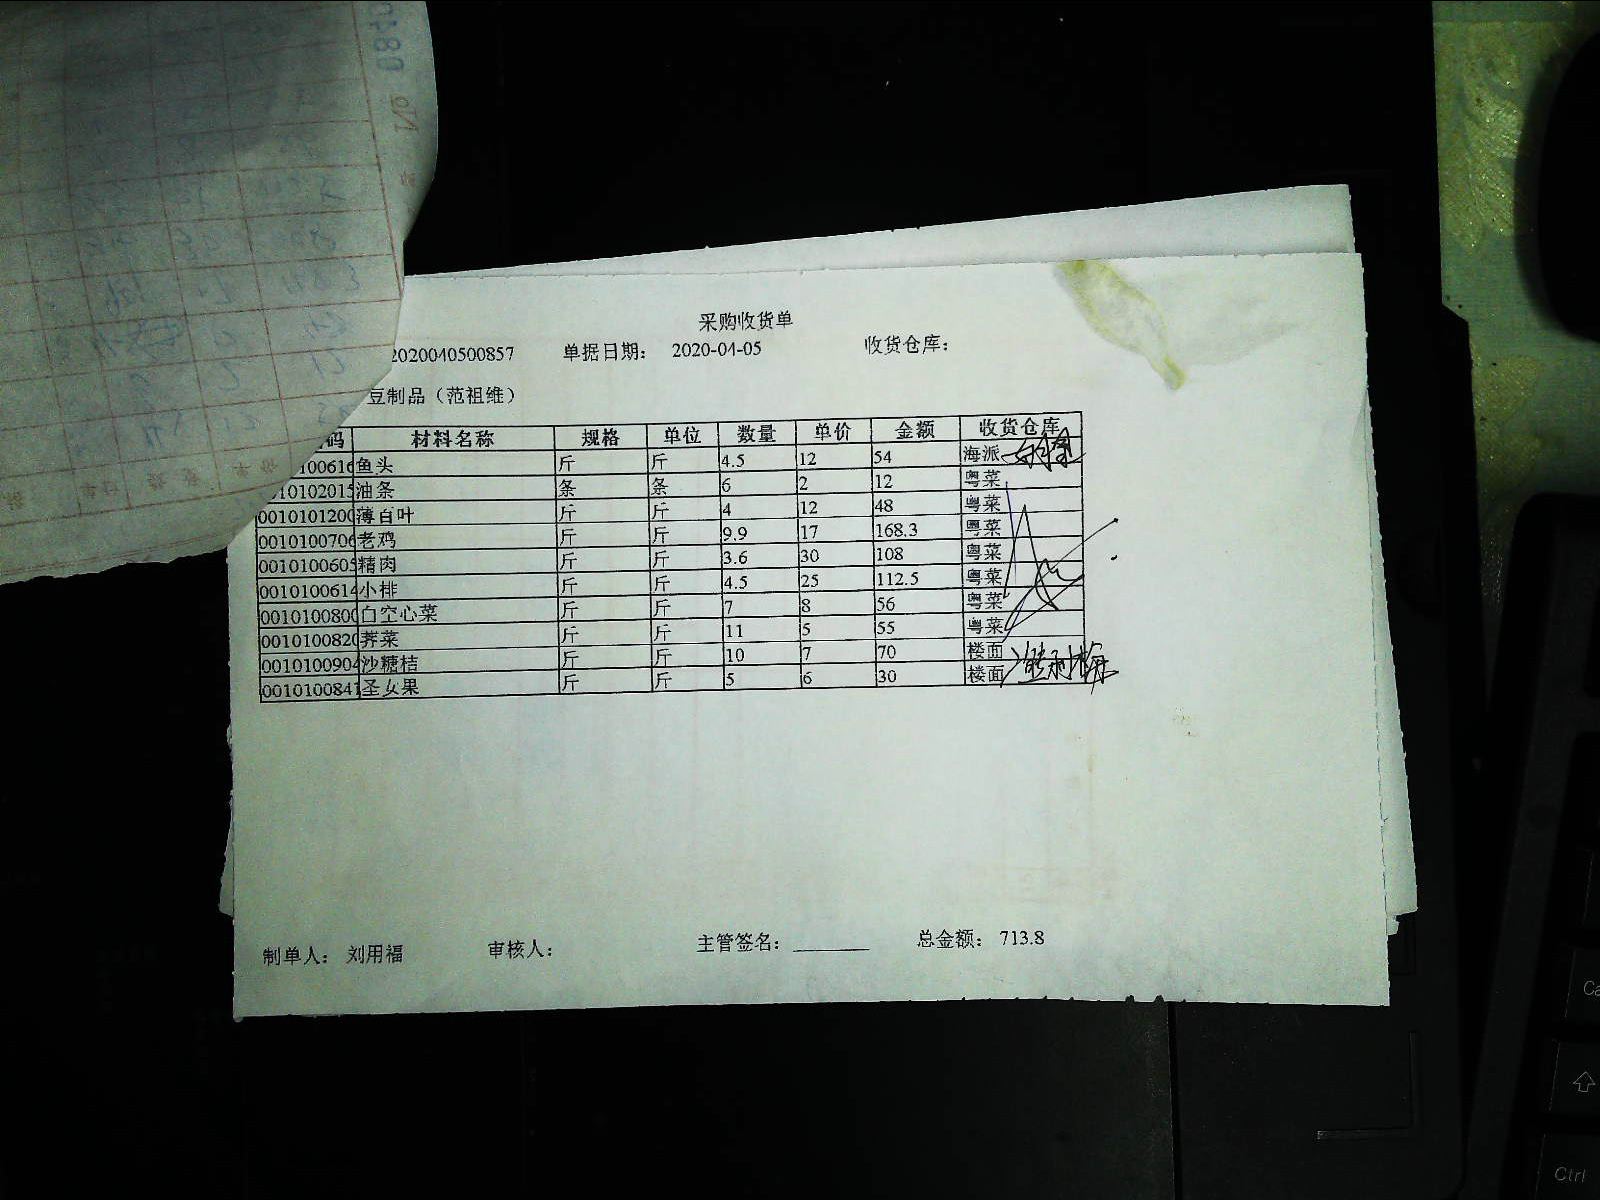 采购收货单
2020040500857 单据日期： 2020-04-05 收货仓库：
豆制品（范祖维）
码 材料名称 规格 单位 数量 单价 金额 收货仓库
100616 鱼头 斤 斤 4.5 12 54 海派
010102015 油条 条 条 6 2 12 粤菜
0010101200 薄百叶 斤 斤 4 12 48 粤菜
0010100706 老鸡 斤 斤 9.9 17 168.3 粤菜
0010100605 精肉 斤 斤 3.6 30 108 粤菜
0010100614 小排 斤 斤 4.5 25 112.5 粤菜
0010100800 白空心菜 斤 斤 7 8 56 粤菜
0010100820 荠菜 斤 斤 11 5 55 粤菜
0010100904 沙糖桔 斤 斤 10 7 70 楼面
0010100847 圣女果 斤 斤 5 6 30 楼面
制单人： 刘用福 审核人： 主管签名： 总金额： 713.8
Ctrl